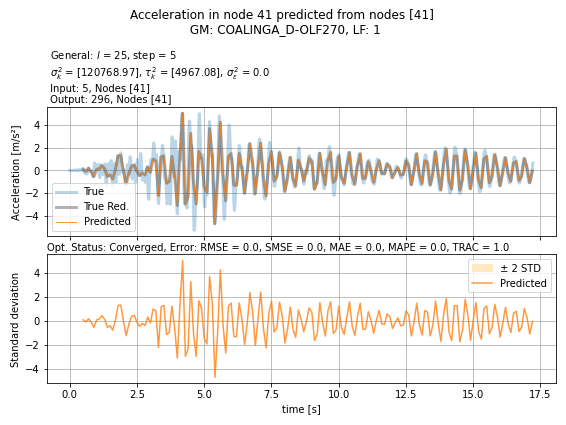 Acceleration in node 41 predicted from nodes [41]
GM: COALINGA_D-OLF270, LF: 1
General: l = 25, step = 5
σ²ₖ = [120768.97], τ²ₖ = [4967.08], σ²ₑ = 0.0
Input: 5, Nodes [41]
Output: 296, Nodes [41]
Acceleration [m/s²]
4
2
0
−2
−4
True
True Red.
Predicted
Opt. Status: Converged, Error: RMSE = 0.0, SMSE = 0.0, MAE = 0.0, MAPE = 0.0, TRAC = 1.0
Standard deviation
4
2
0
−2
−4
± 2 STD
Predicted
0.0 2.5 5.0 7.5 10.0 12.5 15.0 17.5
time [s]